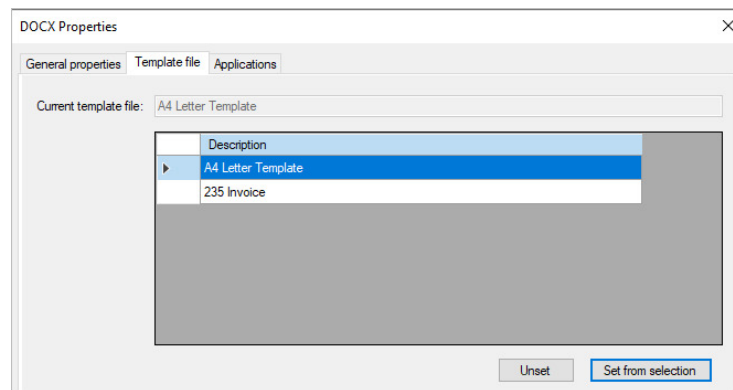 DOCX Properties
General properties Template file Applications
Current template file: A4 Letter Template
Description
A4 Letter Template
235 Invoice
Unset Set from selection